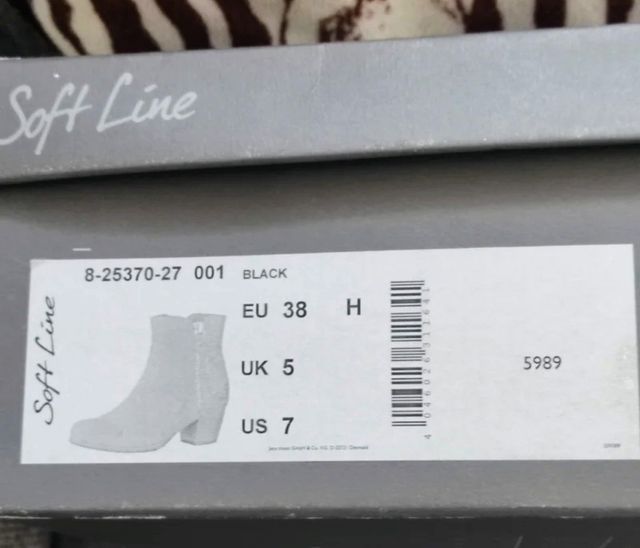 Soft Line
8-25370-27 001 BLACK
Soft Line
EU 38 H
UK 5
US 7
5989